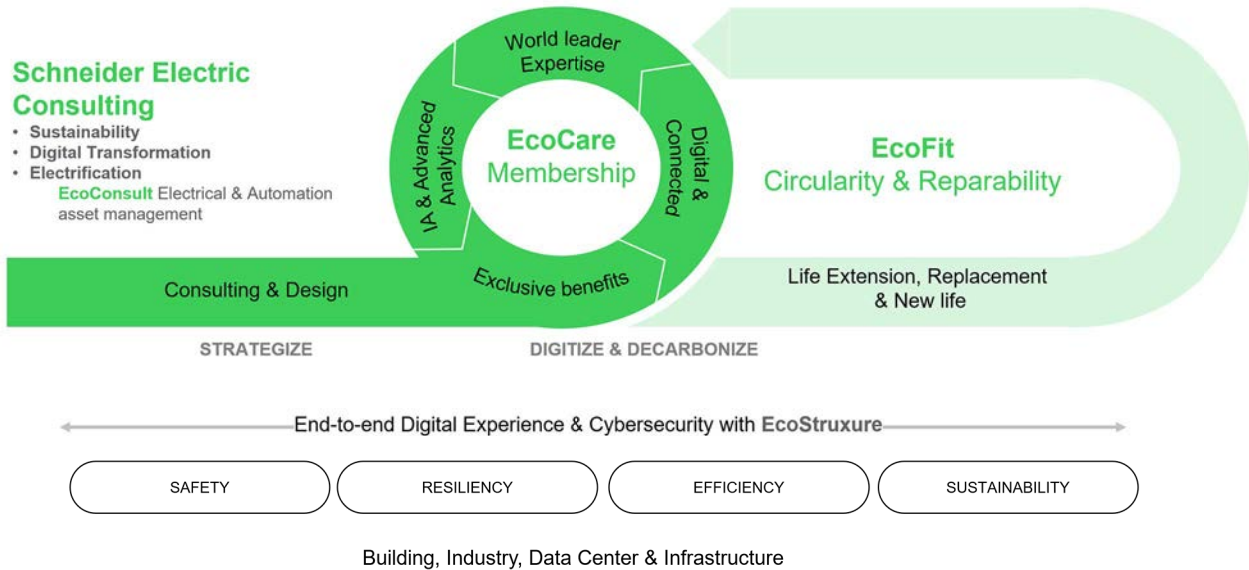 Schneider Electric
Consulting
• Sustainability
• Digital Transformation
• Electrification
EcoConsult Electrical & Automation
asset management
World leader
Expertise
IA & Advanced
Analytics
EcoCare
Membership
Digital &
Connected
Exclusive benefits
EcoFit
Circularity & Reparability
Consulting & Design
Life Extension, Replacement
& New life
STRATEGIZE
DIGITIZE & DECARBONIZE
End-to-end Digital Experience & Cybersecurity with EcoStruxure
SAFETY
RESILIENCY
EFFICIENCY
SUSTAINABILITY
Building, Industry, Data Center & Infrastructure